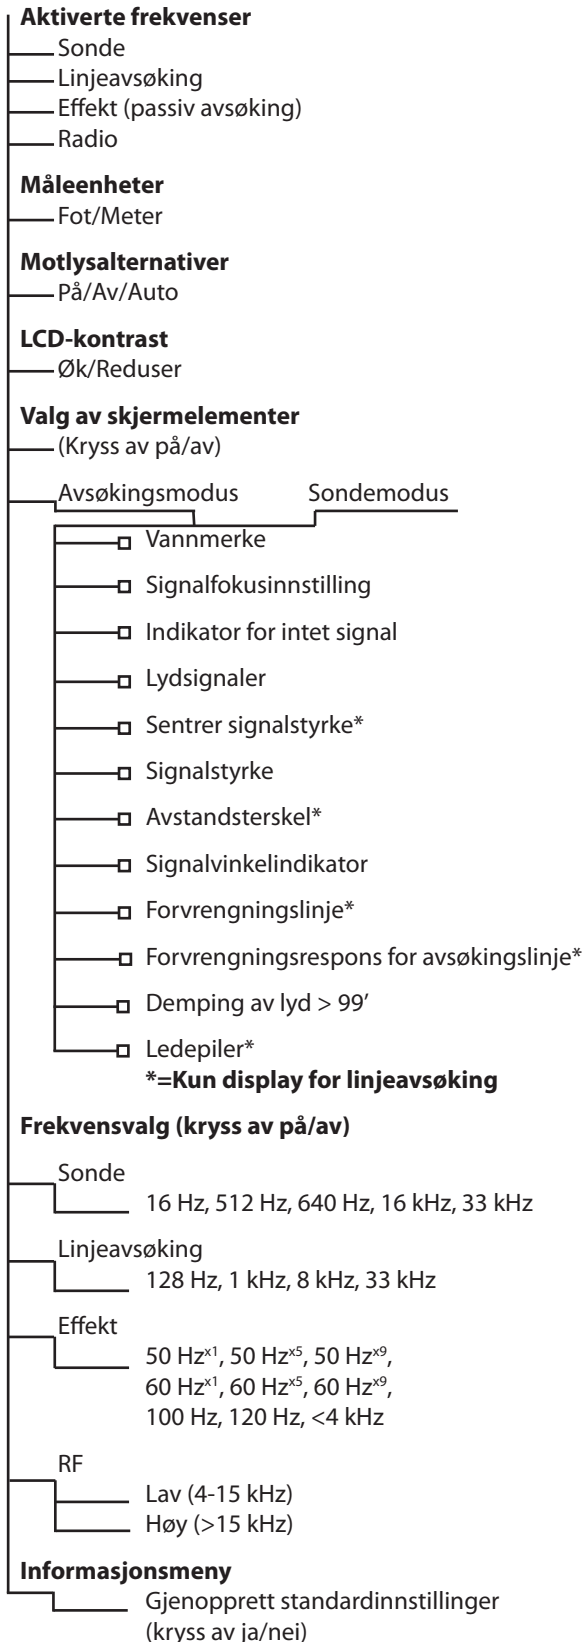 Aktiverte frekvenser
Sonde
Linjeavsøking
Effekt (passiv avsøking)
Radio
Måleenheter
Fot/Meter
Motlysalternativer
På/Av/Auto
LCD-kontrast
Øk/Reduser
Valg av skjermelementer
(Kryss av på/av)
Avsøkingsmodus Sondemodus
Vannmerke
Signalfokusinnstilling
Indikator for intet signal
Lydsignaler
Sentrer signalstyrke*
Signalstyrke
Avstandsterskel*
Signalvinkelindikator
Forvrengningslinje*
Forvrengningsrespons for avsøkingslinje*
Demping av lyd > 99′
Ledepiler*
*=Kun display for linjeavsøking
Frekvensvalg (kryss av på/av)
Sonde
16 Hz, 512 Hz, 640 Hz, 16 kHz, 33 kHz
Linjeavsøking
128 Hz, 1 kHz, 8 kHz, 33 kHz
Effekt
50 Hzx1, 50 Hzx5, 50 Hzx9,
60 Hzx1, 60 Hzx5, 60 Hzx9,
100 Hz, 120 Hz, <4 kHz
RF
Lav (4-15 kHz)
Høy (>15 kHz)
Informasjonsmeny
Gjenopprett standardinnstillinger
(kryss av ja/nei)